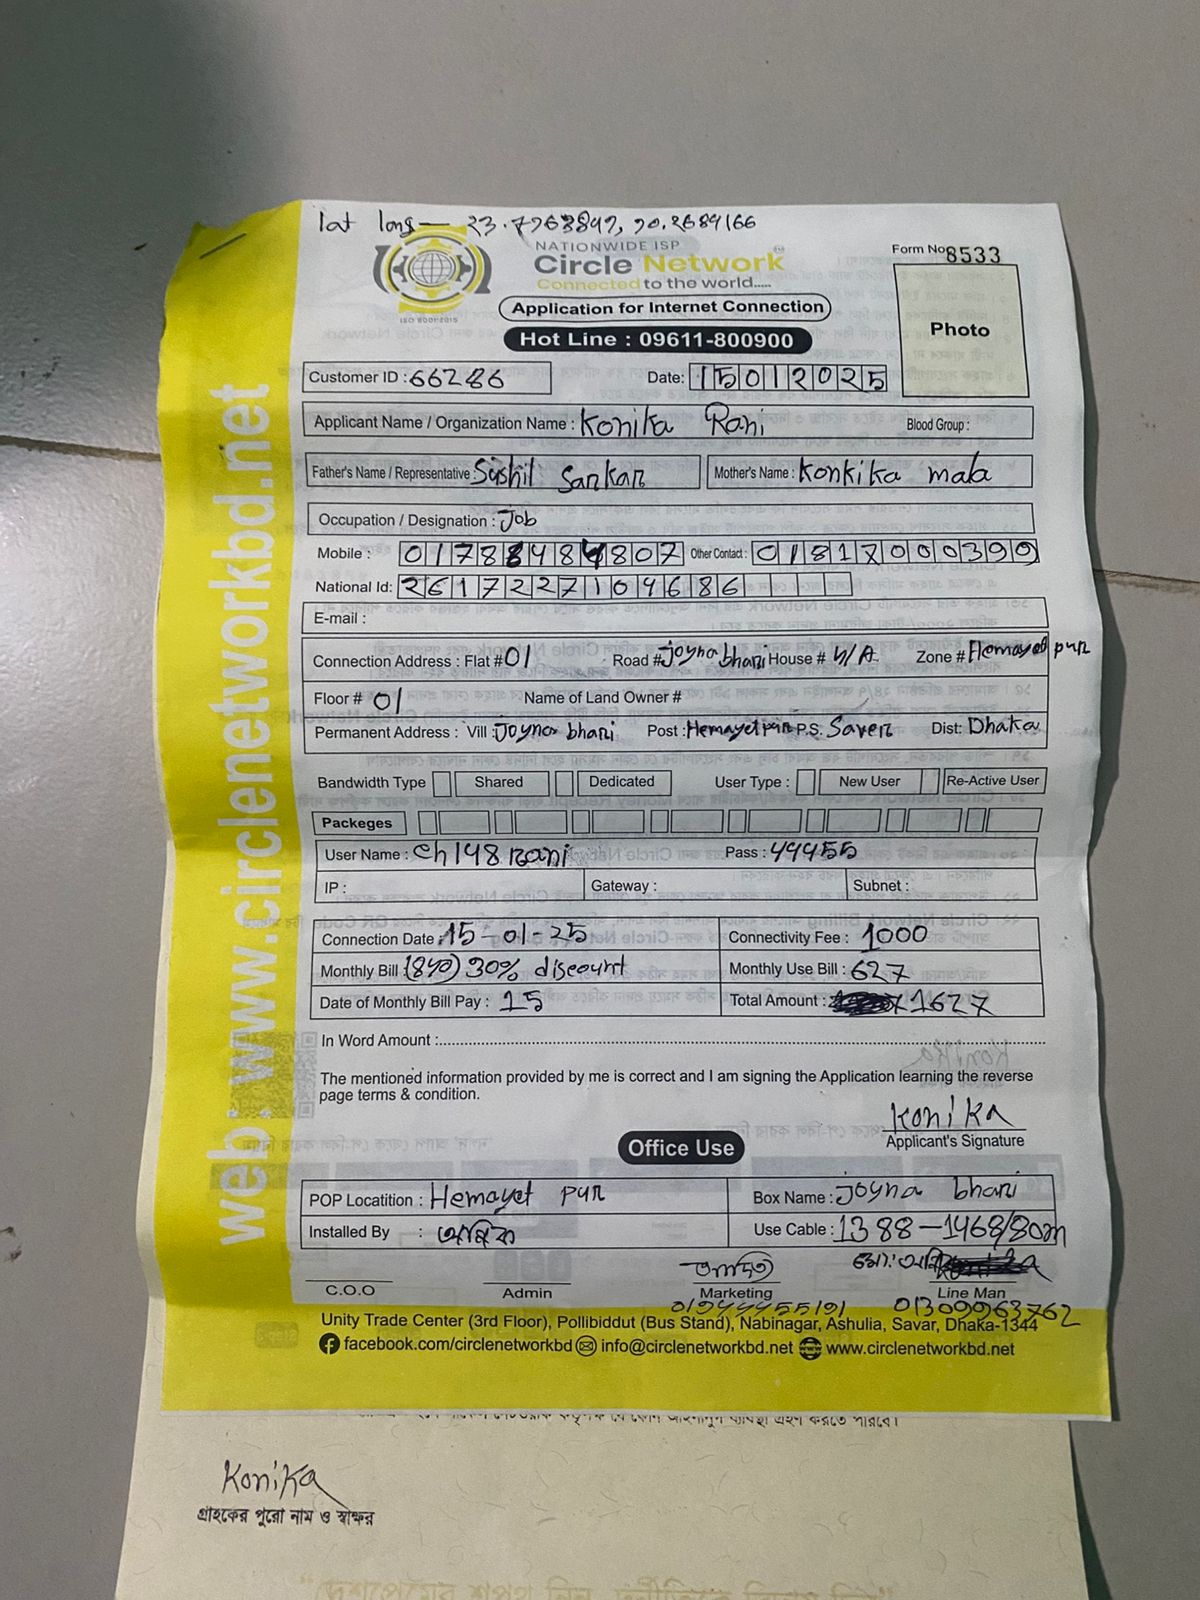 lat long — 23.7763847, 90.2684166
NATIONWIDE ISP
Circle Network
Connected to the world.....
ISO 9001:2015
Form No 8533
Photo
Application for Internet Connection
Hot Line : 09611-800900
Customer ID : 66286
Date: 15012025
Applicant Name / Organization Name : Konika Rani Blood Group :
Father's Name / Representative : Sushil Sarkar Mother's Name : Konkika mala
Occupation / Designation : Job
Mobile : 01788484807 Other Contact : 01817000399
National Id: 2617227104686
E-mail :
Connection Address : Flat # 01 Road # Joyna bhari House # N/A Zone # Hemayet pur
Floor # 01 Name of Land Owner #
Permanent Address : Vill : Joyna bhari Post : Hemayet pur P.S. Saver Dist: Dhaka
Bandwidth Type Shared Dedicated User Type : New User Re-Active User
Packeges
User Name : ch148rani Pass : 44455
IP : Gateway : Subnet :
Connection Date : 15-01-25 Connectivity Fee : 1000
Monthly Bill : (840) 30% discount Monthly Use Bill : 627
Date of Monthly Bill Pay : 15 Total Amount : 1627
In Word Amount :
The mentioned information provided by me is correct and I am signing the Application learning the reverse
page terms & condition.
Konika
Applicant's Signature
Office Use
POP Locatition : Hemayet pur Box Name : Joyna bhari
Installed By : Use Cable : 1388-1468/80m
C.O.O Admin Marketing Line Man
01944455191 01309963762
Unity Trade Center (3rd Floor), Pollibiddut (Bus Stand), Nabinagar, Ashulia, Savar, Dhaka-1344
facebook.com/circlenetworkbd info@circlenetworkbd.net www.circlenetworkbd.net
web: www.circlenetworkbd.net
Konika
গ্রাহকের পুরো নাম ও স্বাক্ষর